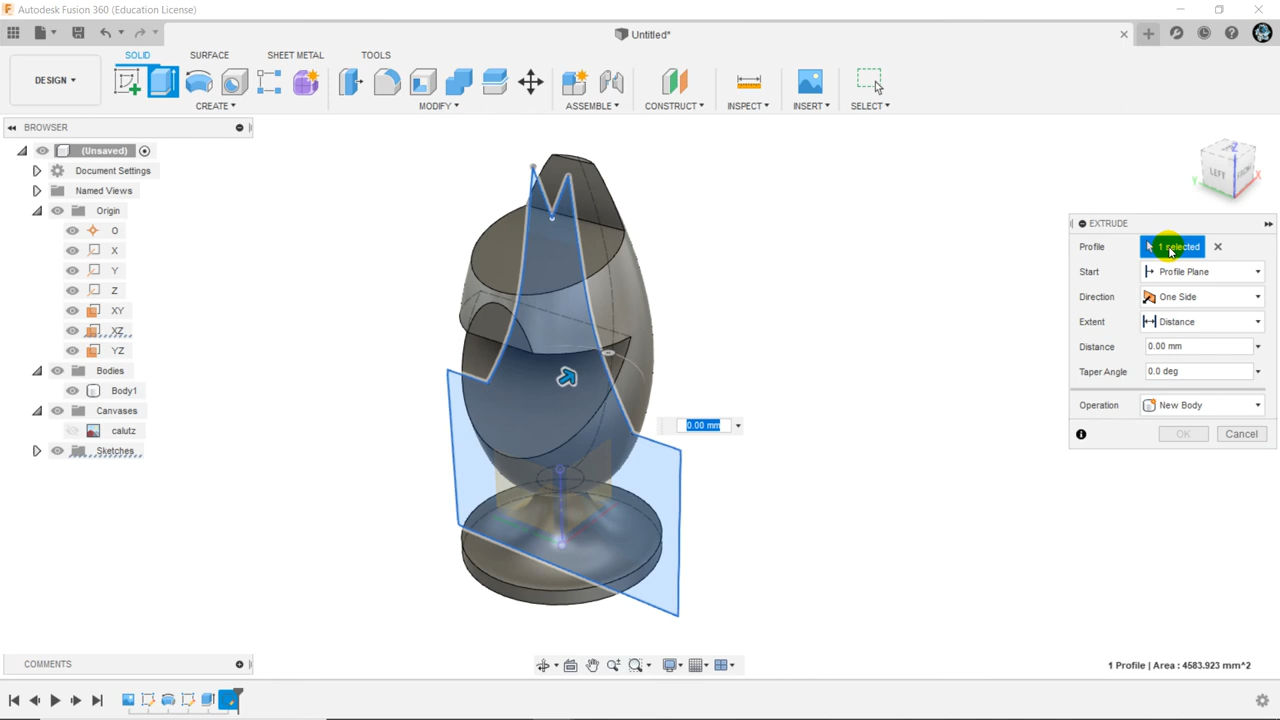 Autodesk Fusion 360 (Education License)
Untitled*
SOLID SURFACE SHEET METAL TOOLS
DESIGN
CREATE MODIFY ASSEMBLE CONSTRUCT INSPECT INSERT SELECT
BROWSER
(Unsaved)
Document Settings
Named Views
Origin
O
X
Y
Z
XY
XZ
YZ
Bodies
Body1
Canvases
calutz
Sketches
Z
LEFT FRONT
Y X
EXTRUDE
Profile 1 selected
Start Profile Plane
Direction One Side
Extent Distance
Distance 0.00 mm
Taper Angle 0.0 deg
Operation New Body
OK Cancel
0.00 mm
COMMENTS
1 Profile | Area : 4583.923 mm^2